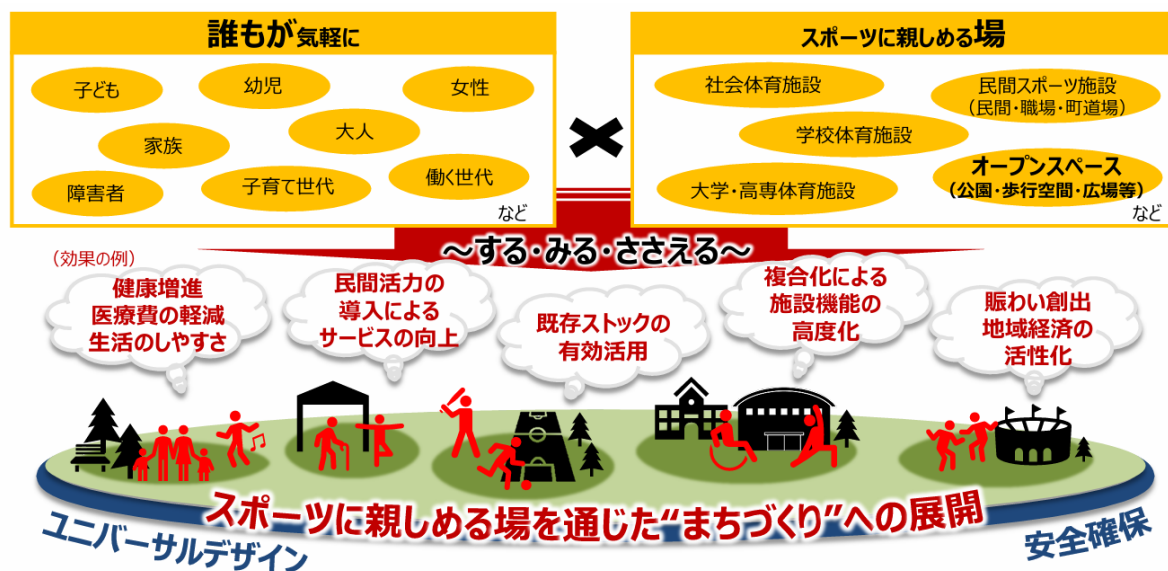 誰もが気軽に
子ども
幼児
女性
家族
大人
障害者
子育て世代
働く世代
など
×
スポーツに親しめる場
社会体育施設
民間スポーツ施設
(民間・職場・町道場)
学校体育施設
大学・高専体育施設
オープンスペース
(公園・歩行空間・広場等)
など
～する・みる・ささえる～
(効果の例)
健康増進
医療費の軽減
生活のしやすさ
民間活力の
導入による
サービスの向上
既存ストックの
有効活用
複合化による
施設機能の
高度化
賑わい創出
地域経済の
活性化
スポーツに親しめる場を通じた“まちづくり”への展開
ユニバーサルデザイン
安全確保